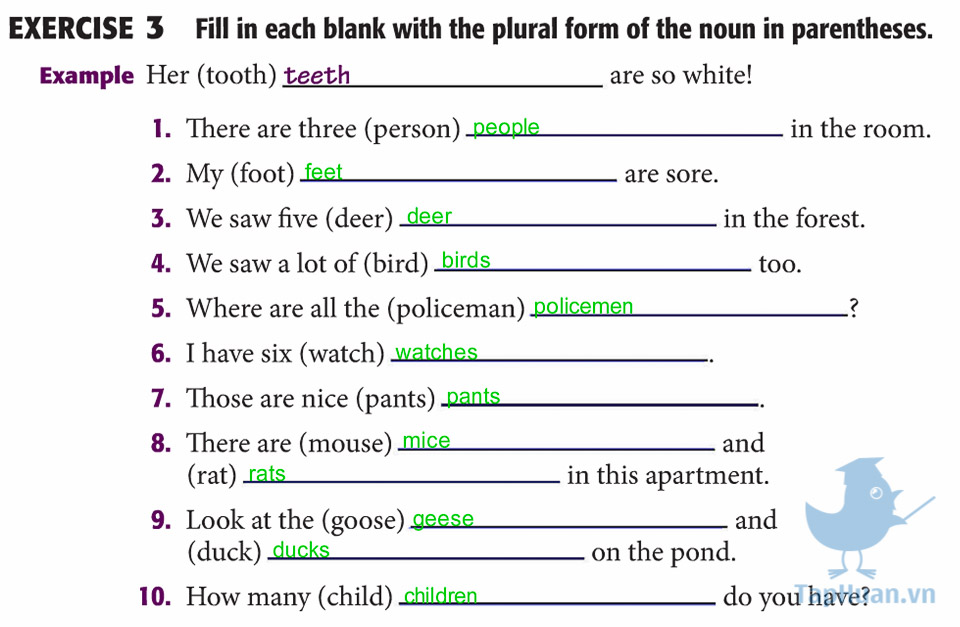 EXERCISE 3 Fill in each blank with the plural form of the noun in parentheses.
Example Her (tooth) teeth are so white!
1. There are three (person) people in the room.
2. My (foot) feet are sore.
3. We saw five (deer) deer in the forest.
4. We saw a lot of (bird) birds too.
5. Where are all the (policeman) policemen ?
6. I have six (watch) watches .
7. Those are nice (pants) pants .
8. There are (mouse) mice and
(rat) rats in this apartment.
9. Look at the (goose) geese and
(duck) ducks on the pond.
10. How many (child) children do you have?